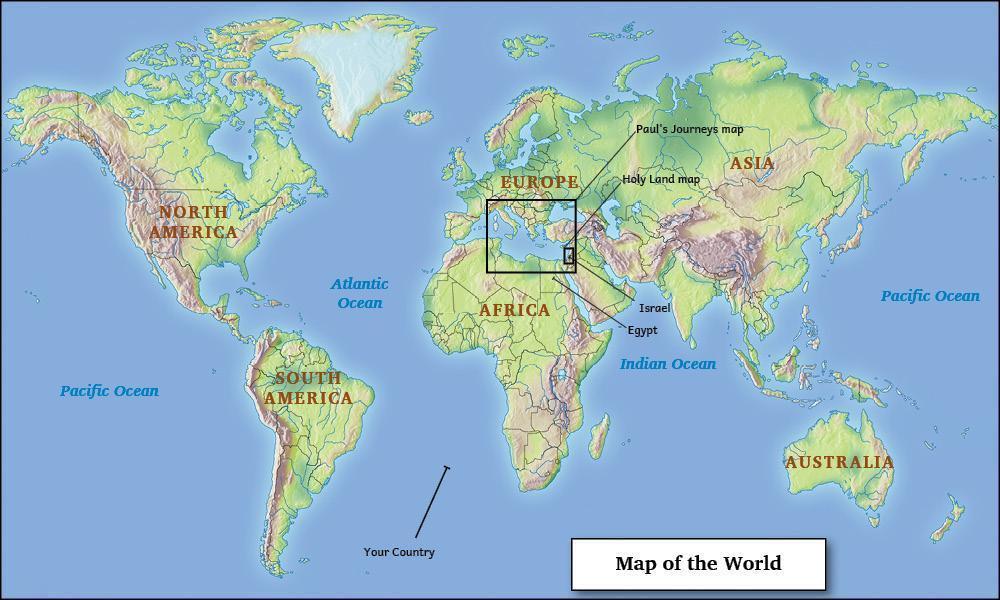 Paul's Journeys map
ASIA
Holy Land map
EUROPE
NORTH
AMERICA
Atlantic
Ocean
Pacific Ocean
AFRICA
Israel
Egypt
Indian Ocean
SOUTH
AMERICA
Pacific Ocean
AUSTRALIA
Your Country
Map of the World